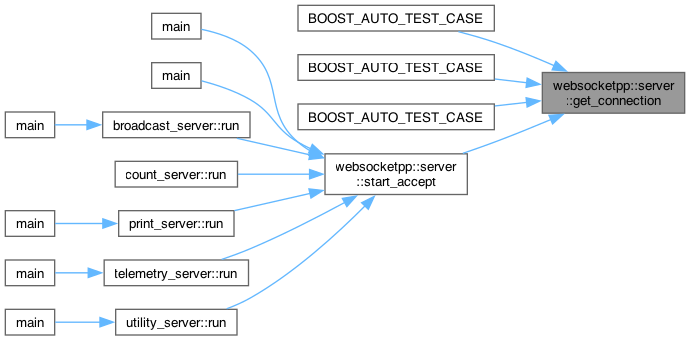 main
BOOST_AUTO_TEST_CASE
main
BOOST_AUTO_TEST_CASE
websocketpp::server
::get_connection
main
broadcast_server::run
BOOST_AUTO_TEST_CASE
count_server::run
websocketpp::server
::start_accept
main
print_server::run
main
telemetry_server::run
main
utility_server::run